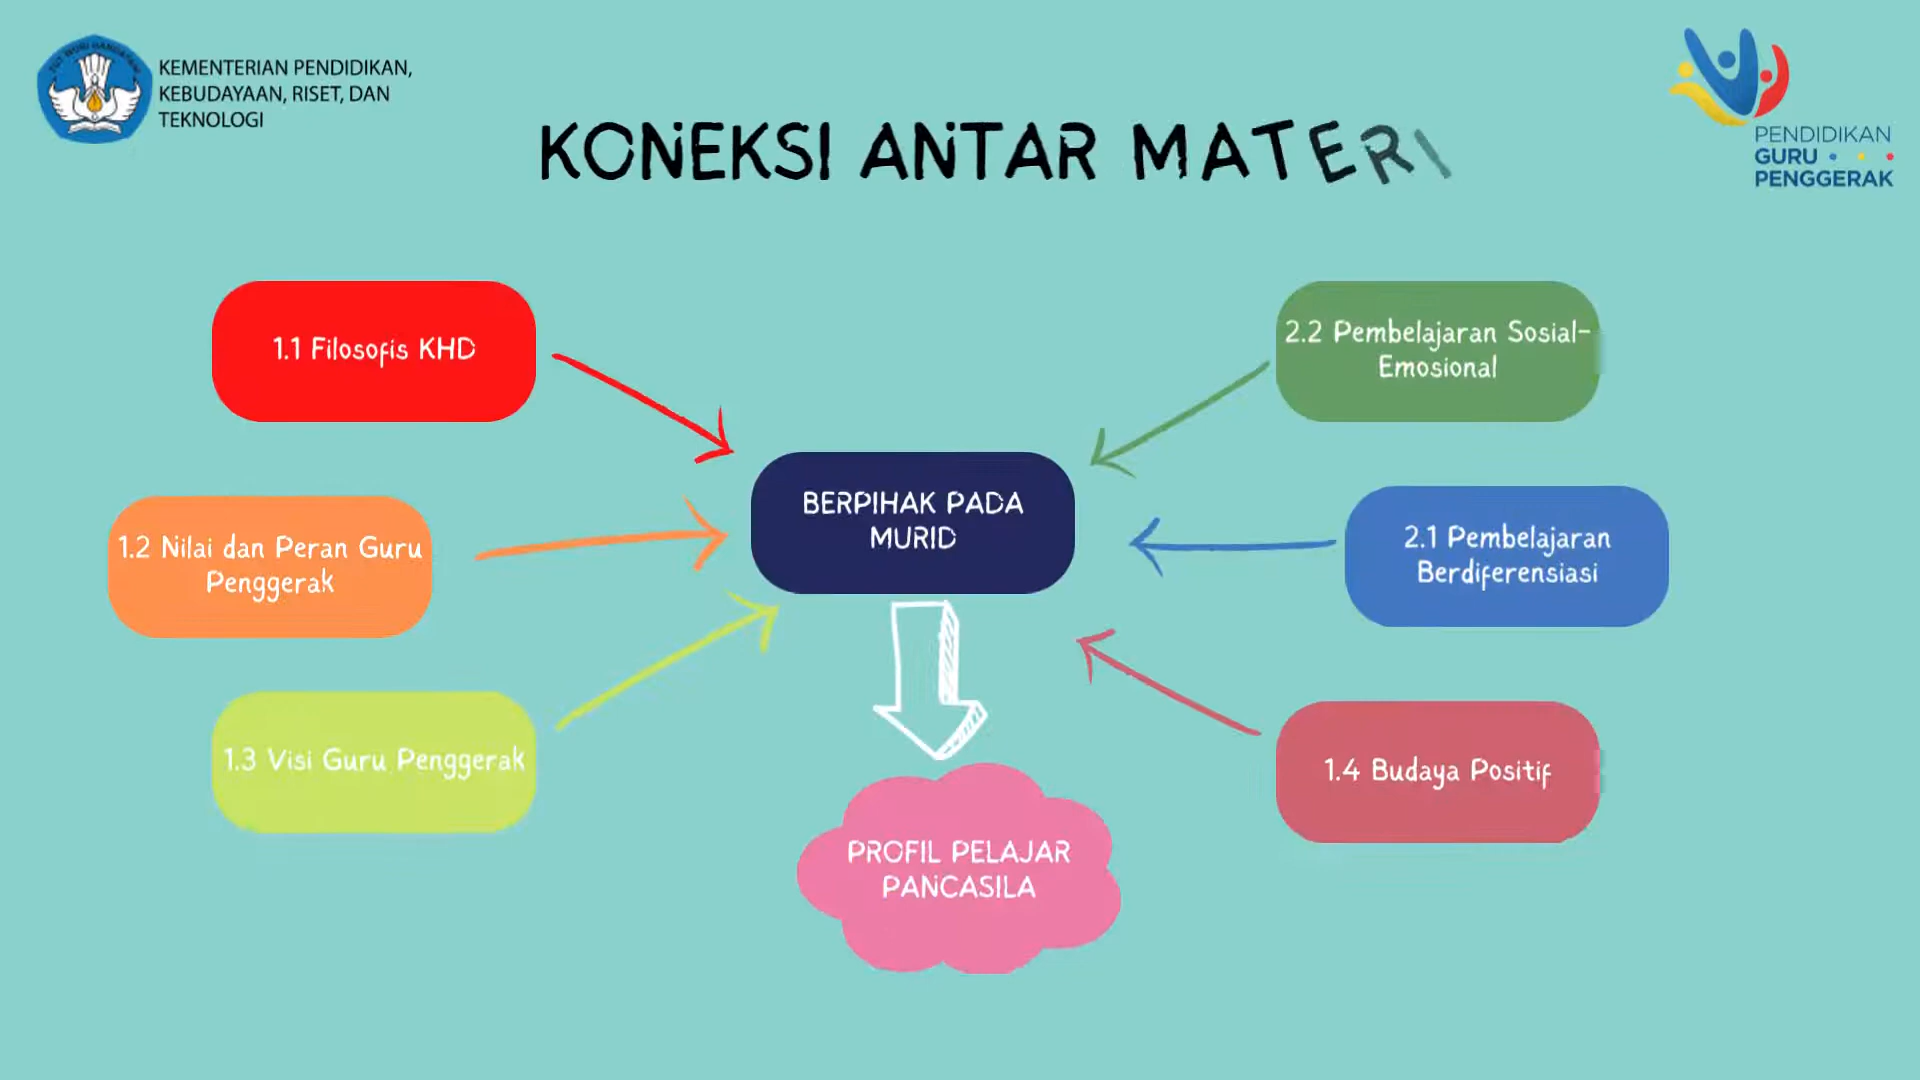 KEMENTERIAN PENDIDIKAN,
KEBUDAYAAN, RISET, DAN
TEKNOLOGI
PENDIDIKAN
GURU
PENGGERAK
KONEKSI ANTAR MATERI
1.1 Filosofis KHD
1.2 Nilai dan Peran Guru
Penggerak
1.3 Visi Guru Penggerak
BERPIHAK PADA
MURID
PROFIL PELAJAR
PANCASILA
2.2 Pembelajaran Sosial-
Emosional
2.1 Pembelajaran
Berdiferensiasi
1.4 Budaya Positif